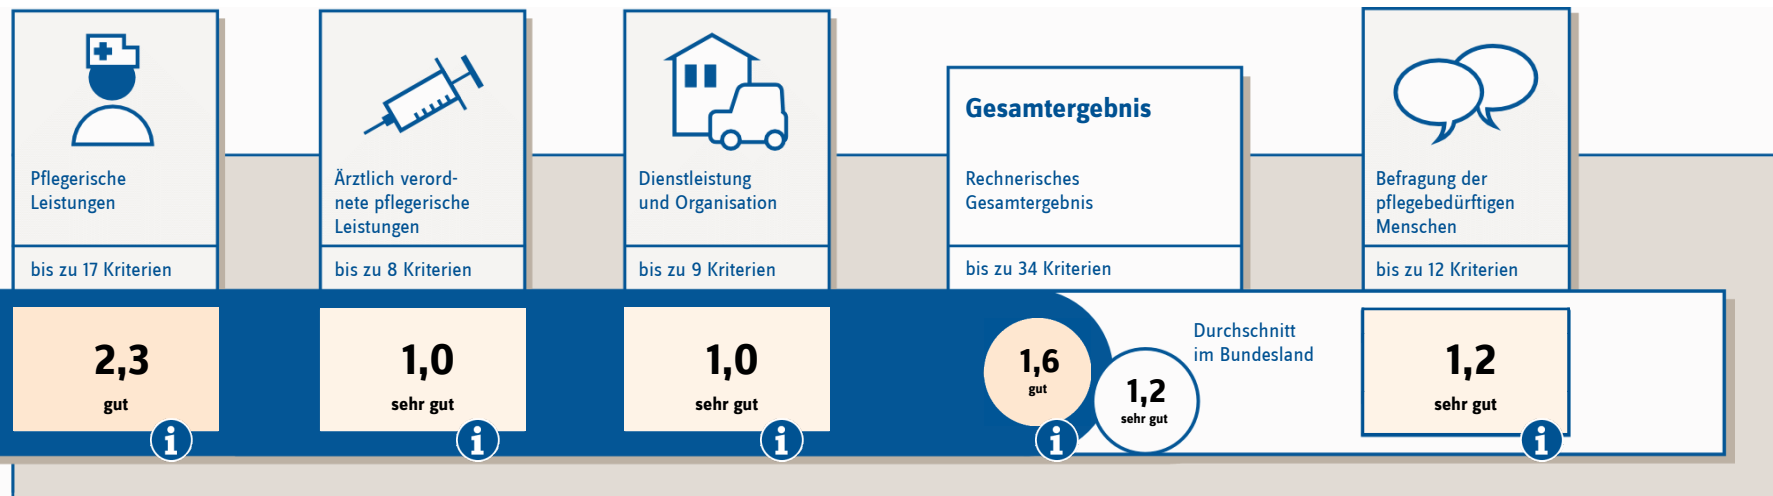 Pflegerische
Leistungen
bis zu 17 Kriterien
2,3
gut
i
Ärztlich verord-
nete pflegerische
Leistungen
bis zu 8 Kriterien
1,0
sehr gut
i
Dienstleistung
und Organisation
bis zu 9 Kriterien
1,0
sehr gut
i
Gesamtergebnis
Rechnerisches
Gesamtergebnis
bis zu 34 Kriterien
1,6
gut
i
1,2
sehr gut
Durchschnitt
im Bundesland
Befragung der
pflegebedürftigen
Menschen
bis zu 12 Kriterien
1,2
sehr gut
i